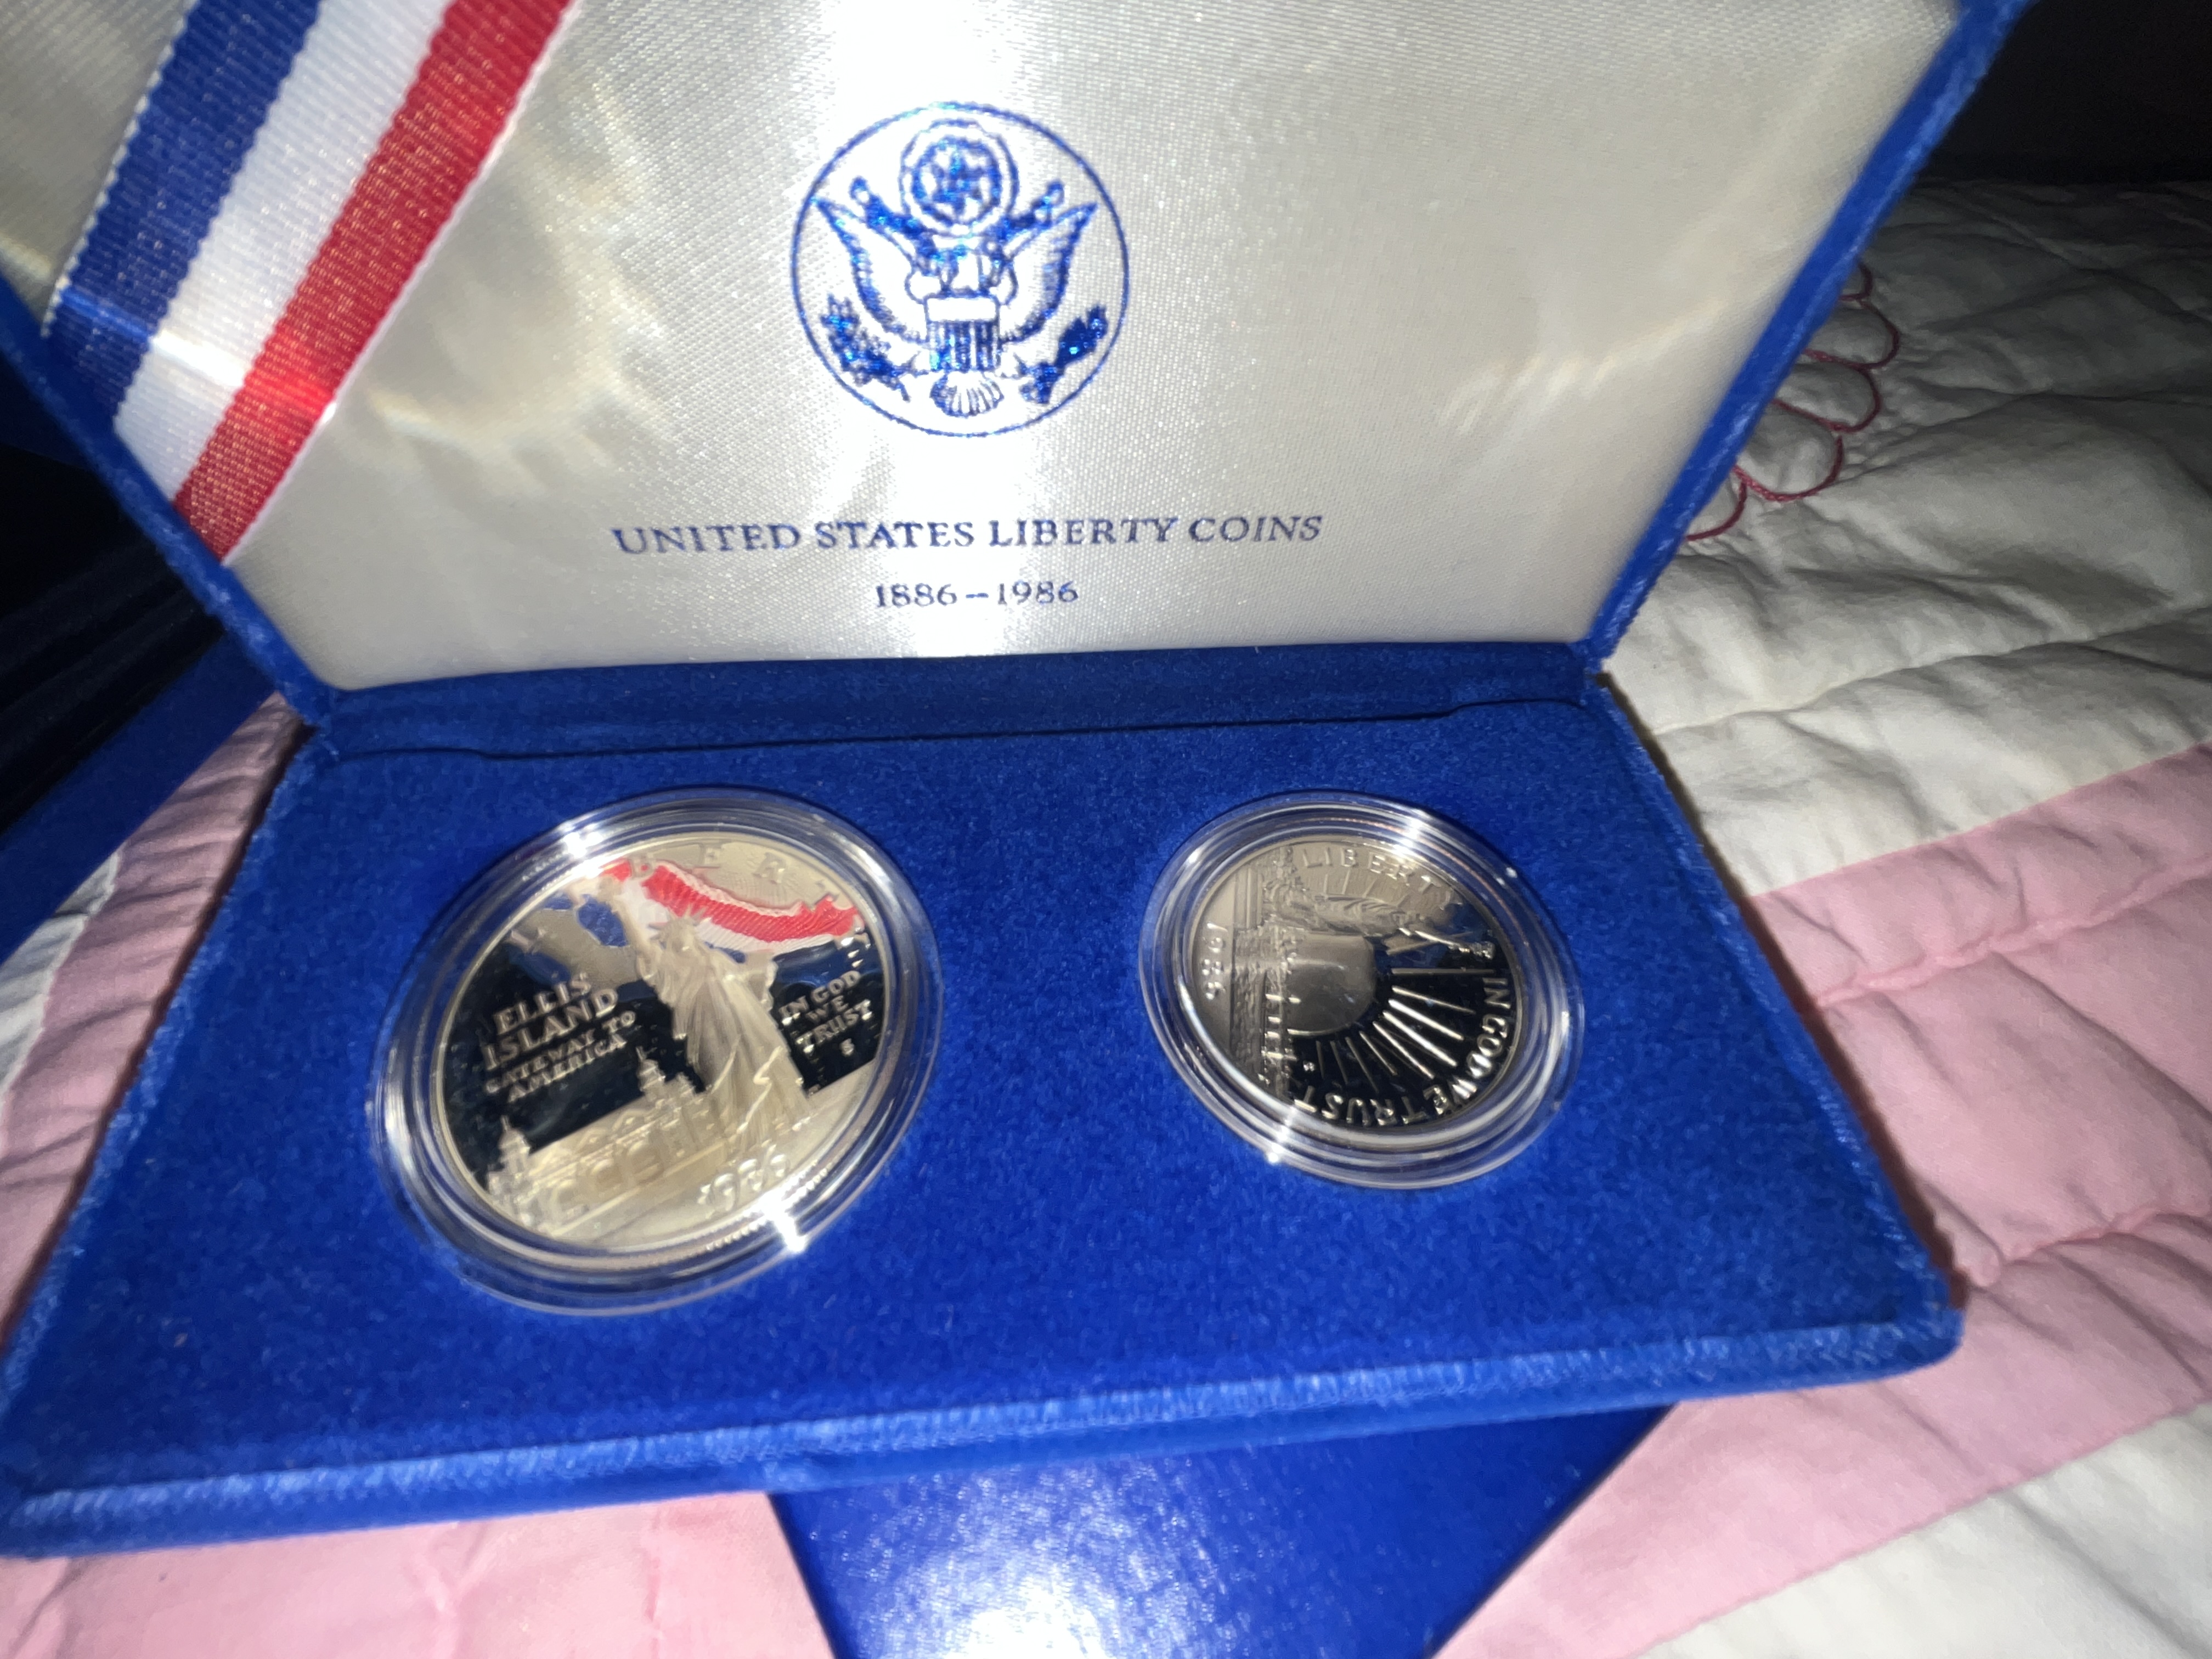 UNITED STATES LIBERTY COINS
1886–1986
LIBERTY
ELLIS
ISLAND
GATEWAY TO
AMERICA
IN GOD
WE
TRUST
S
1986
LIBERTY
1986
IN GOD WE TRUST
S